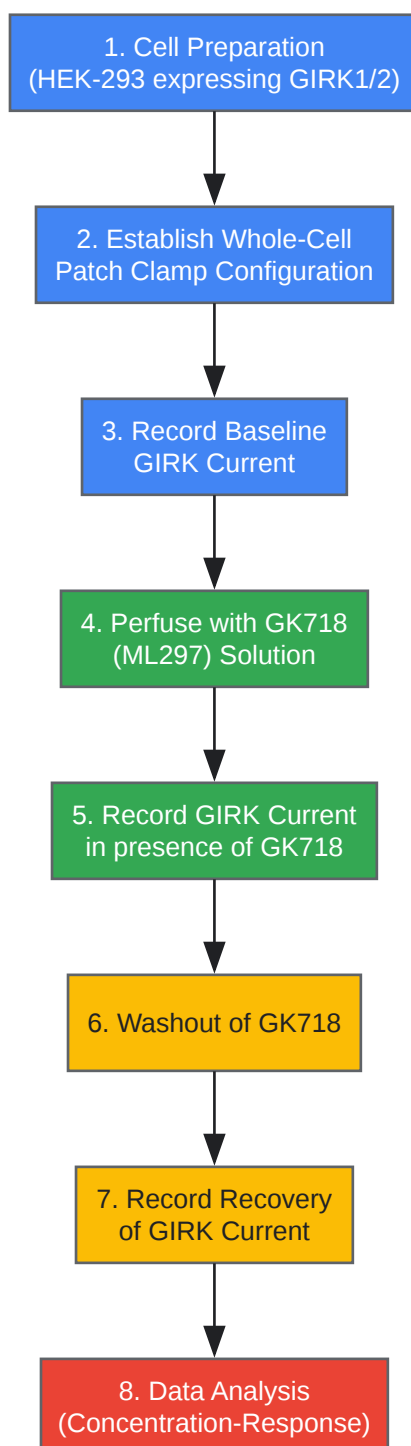 1. Cell Preparation
(HEK-293 expressing GIRK1/2)
2. Establish Whole-Cell
Patch Clamp Configuration
3. Record Baseline
GIRK Current
4. Perfuse with GK718
(ML297) Solution
5. Record GIRK Current
in presence of GK718
6. Washout of GK718
7. Record Recovery
of GIRK Current
8. Data Analysis
(Concentration-Response)